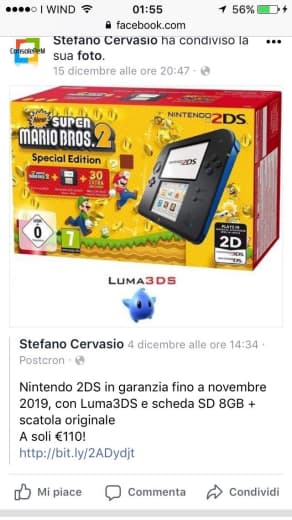 I WIND 01:55 56%
facebook.com
Stefano Cervasio ha condiviso la
sua foto.
15 dicembre alle ore 20:47 ·
NINTENDO2DS
New
SUPER
MARIO BROS.2
Special Edition
+ + 30
NINTENDO2DS
0
7
2D
3DS
LUMA3DS
Stefano Cervasio 4 dicembre alle ore 14:34 ·
Postcron ·
Nintendo 2DS in garanzia fino a novembre
2019, con Luma3DS e scheda SD 8GB +
scatola originale
A soli €110!
http://bit.ly/2ADydjt
Mi piace Commenta Condividi